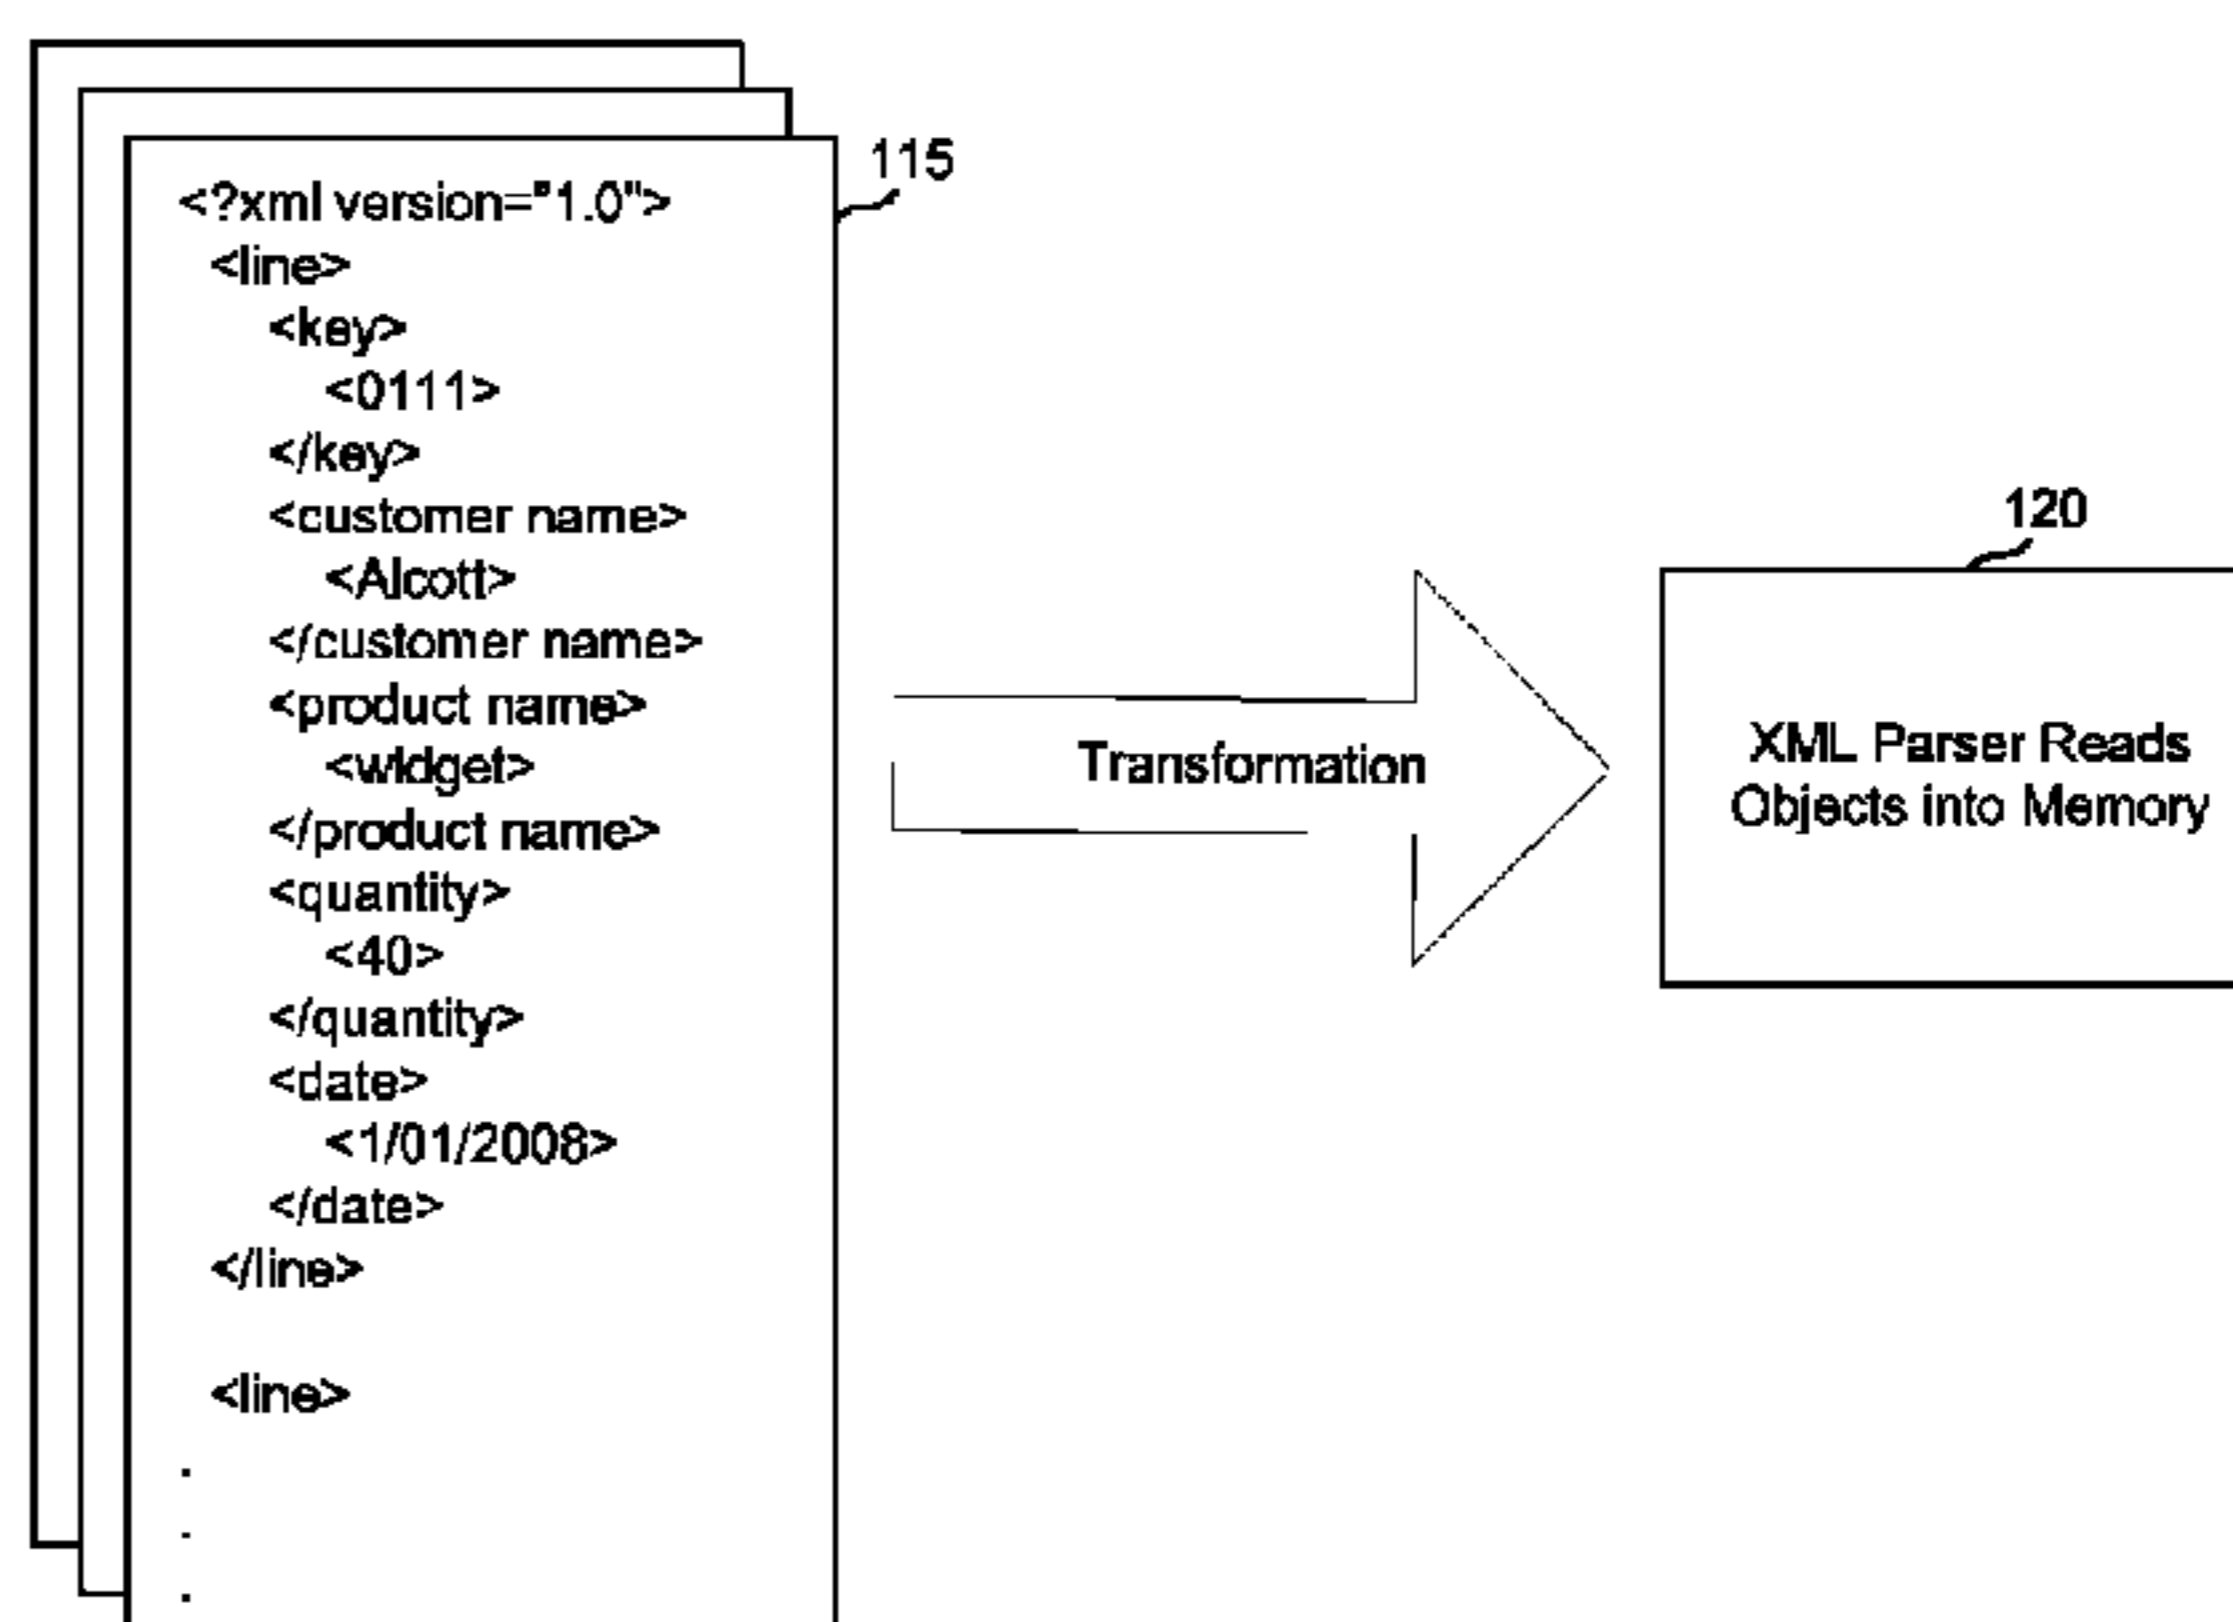 115
<?xml version="1.0">
<line>
<key>
<0111>
</key>
<customer name>
<Alcott>
</customer name>
<product name>
<widget>
</product name>
<quantity>
<40>
</quantity>
<date>
<1/01/2008>
</date>
</line>
<line>
.
.
.
Transformation
120
XML Parser Reads
Objects into Memory